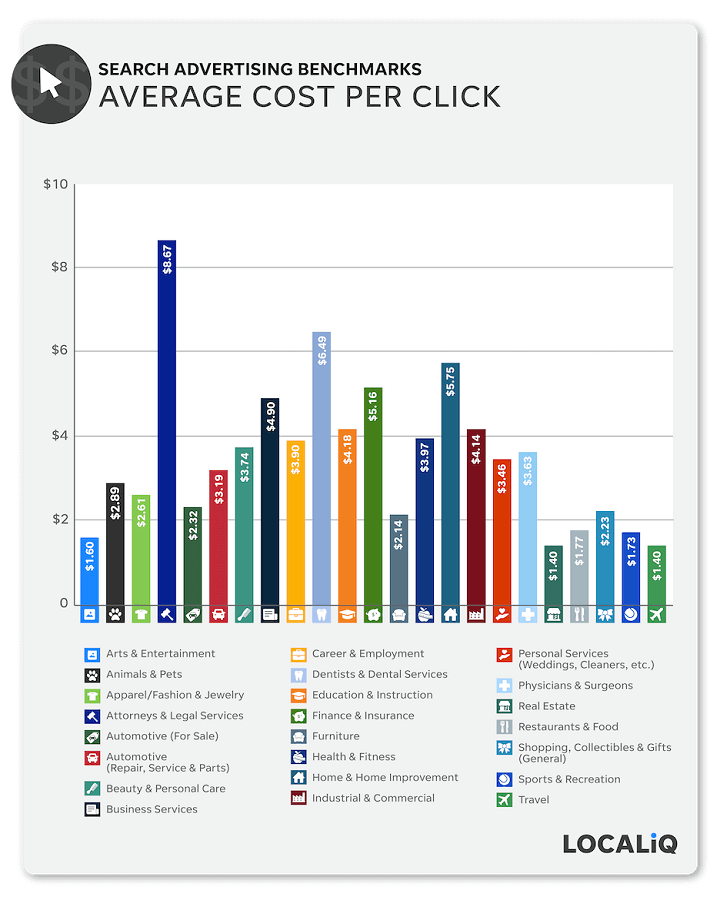 SEARCH ADVERTISING BENCHMARKS
AVERAGE COST PER CLICK
$10
$8
$6
$4
$2
0
$1.60
$2.89
$2.61
$8.67
$2.32
$3.19
$3.74
$4.90
$3.90
$6.49
$4.18
$5.16
$2.14
$3.97
$5.75
$4.14
$3.46
$3.63
$1.40
$1.77
$2.23
$1.73
$1.40
Arts & Entertainment
Animals & Pets
Apparel/Fashion & Jewelry
Attorneys & Legal Services
Automotive (For Sale)
Automotive
(Repair, Service & Parts)
Beauty & Personal Care
Business Services
Career & Employment
Dentists & Dental Services
Education & Instruction
Finance & Insurance
Furniture
Health & Fitness
Home & Home Improvement
Industrial & Commercial
Personal Services
(Weddings, Cleaners, etc.)
Physicians & Surgeons
Real Estate
Restaurants & Food
Shopping, Collectibles & Gifts
(General)
Sports & Recreation
Travel
LOCALiQ